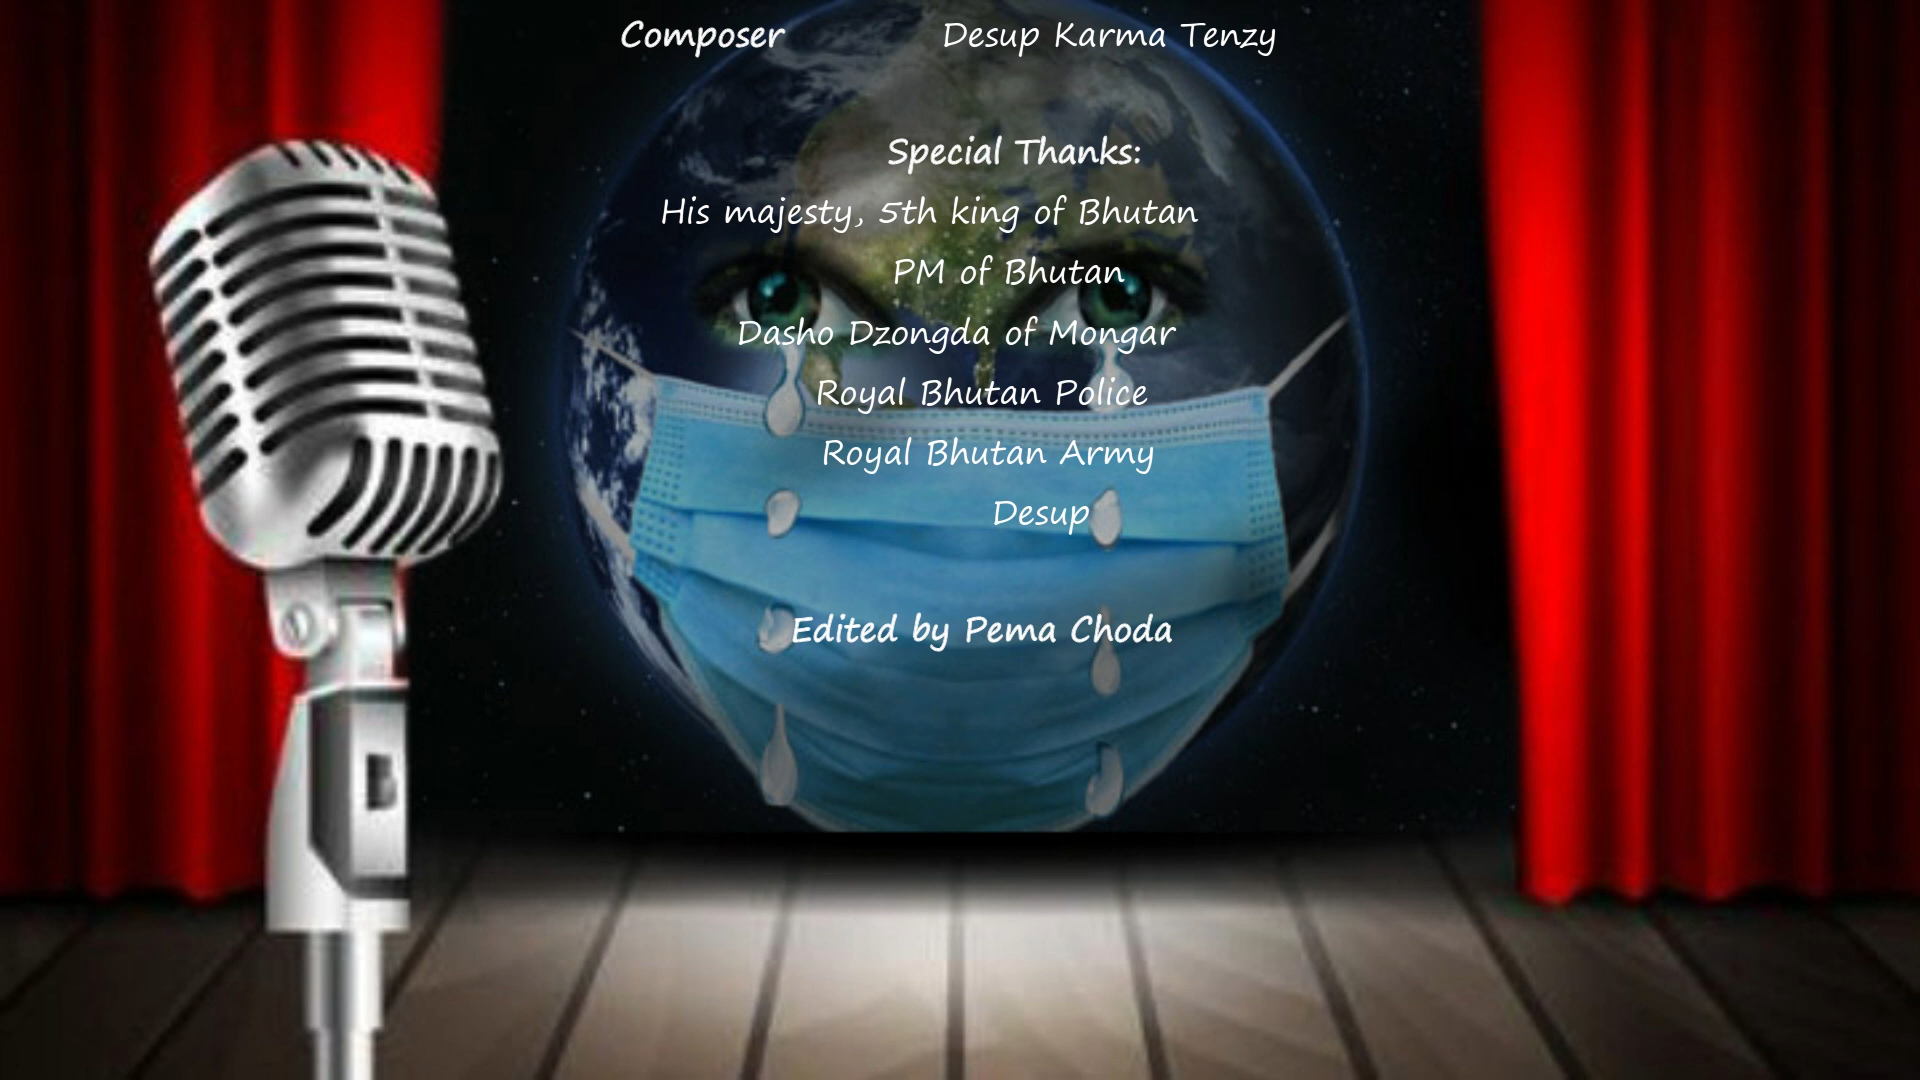 Composer Desup Karma Tenzy
Special Thanks:
His majesty, 5th king of Bhutan
PM of Bhutan
Dasho Dzongda of Mongar
Royal Bhutan Police
Royal Bhutan Army
Desup
Edited by Pema Choda